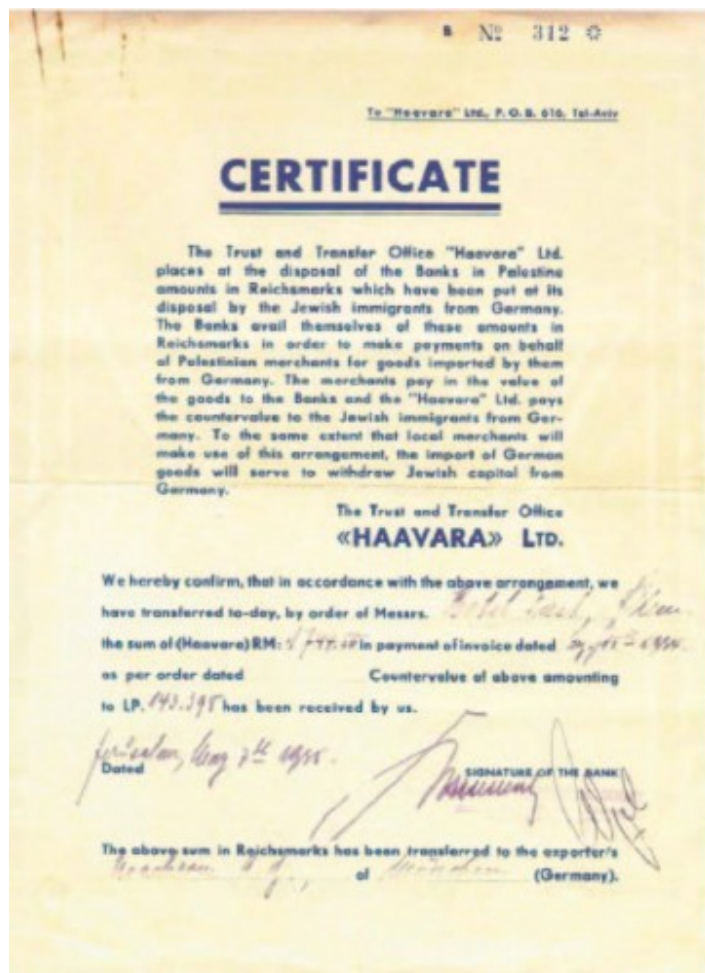 B № 312
To "Haavara" Ltd., P. O. B. 616, Tel-Aviv
CERTIFICATE
The Trust and Transfer Office "Haavara" Ltd.
places at the disposal of the Banks in Palestine
amounts in Reichsmarks which have been put at its
disposal by the Jewish immigrants from Germany.
The Banks avail themselves of these amounts in
Reichsmarks in order to make payments on behalf
of Palestinian merchants for goods imported by them
from Germany. The merchants pay in the value of
the goods to the Banks and the "Haavara" Ltd. pays
the countervalue to the Jewish immigrants from Ger-
many. To the same extent that local merchants will
make use of this arrangement, the import of German
goods will serve to withdraw Jewish capital from
Germany.
The Trust and Transfer Office
«HAAVARA» LTD.
We hereby confirm, that in accordance with the above arrangement, we
have transferred to-day, by order of Messrs.
the sum of (Haavara) RM: in payment of invoice dated
as per order dated Countervalue of above amounting
to LP. 143.395 has been received by us.
Jerusalem,
Dated SIGNATURE OF THE BANK
The above sum in Reichsmarks has been transferred to the exporter's
of München (Germany).